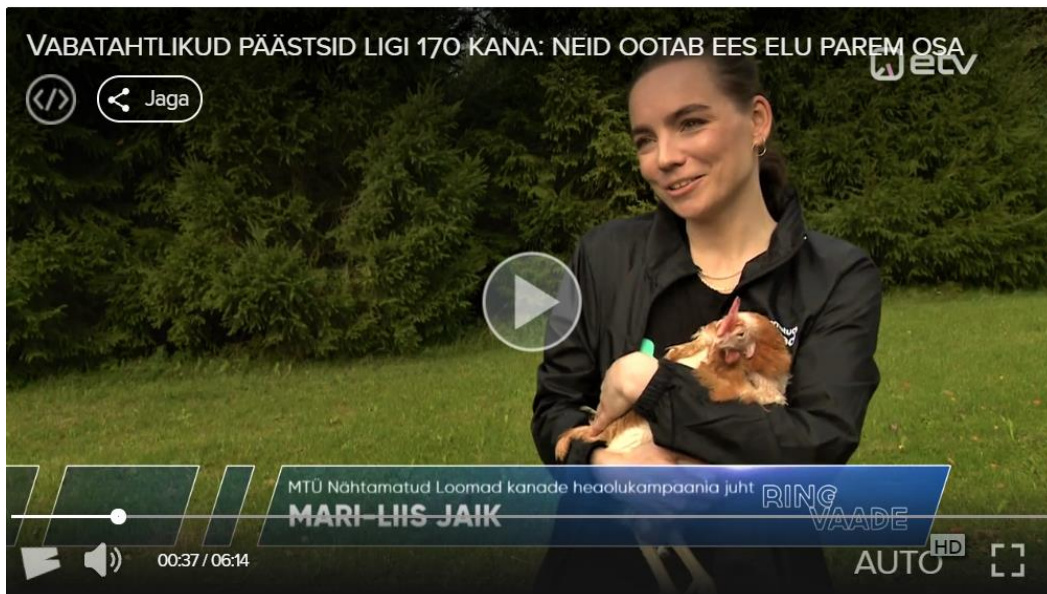 VABATAHTLIKUD PÄÄSTSID LIGI 170 KANA: NEID OOTAB EES ELU PAREM OSA
etv
Jaga
MTÜ Nähtamatud Loomad kanade heaolukampaania juht
MARI-LIIS JAIK
RING
VAADE
00:37 / 06:14
AUTO HD